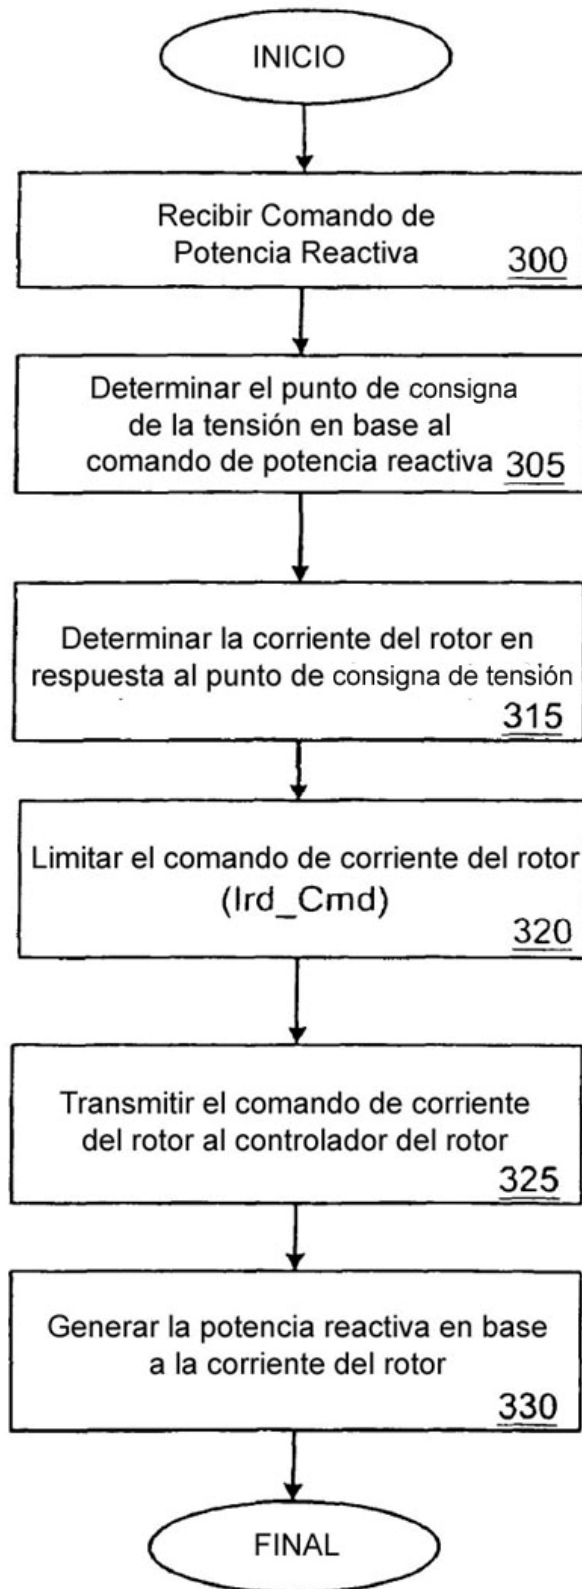 INICIO
Recibir Comando de
Potencia Reactiva
300
Determinar el punto de consigna
de la tensión en base al
comando de potencia reactiva
305
Determinar la corriente del rotor en
respuesta al punto de consigna de tensión
315
Limitar el comando de corriente del rotor
(Ird_Cmd)
320
Transmitir el comando de corriente
del rotor al controlador del rotor
325
Generar la potencia reactiva en base
a la corriente del rotor
330
FINAL